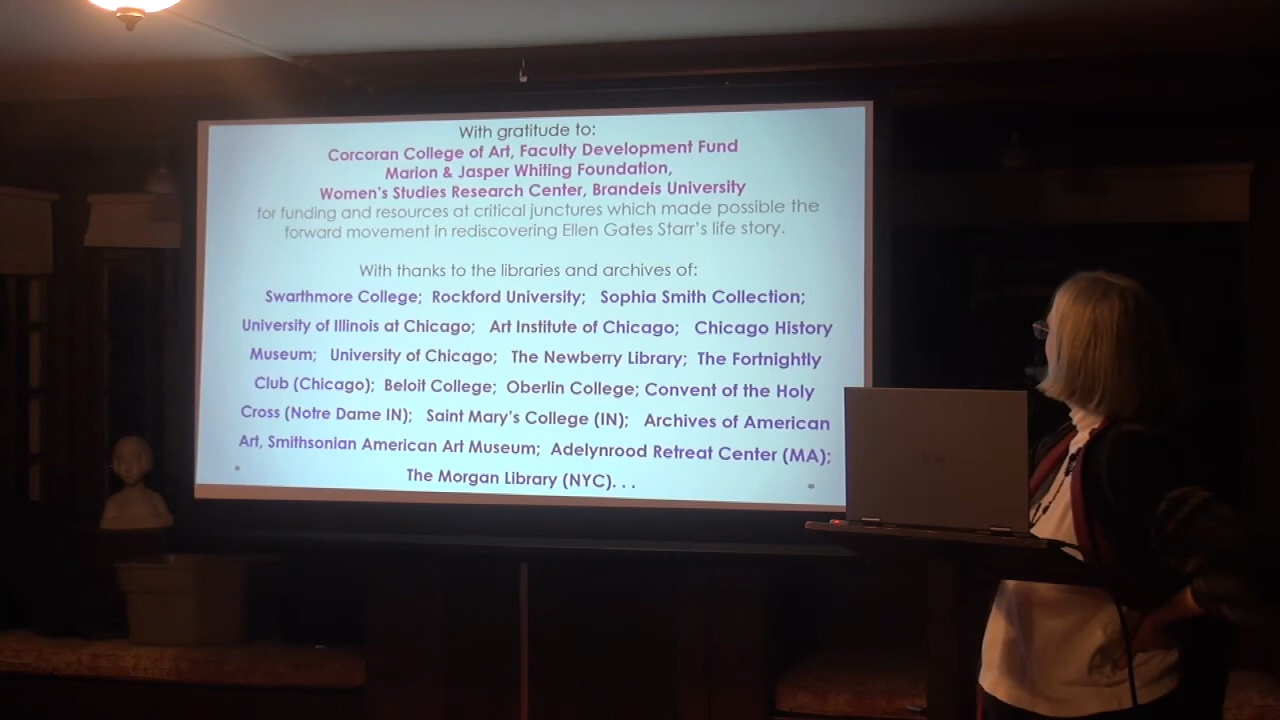 With gratitude to:
Corcoran College of Art, Faculty Development Fund
Marion & Jasper Whiting Foundation,
Women's Studies Research Center, Brandeis University
for funding and resources at critical junctures which made possible the
forward movement in rediscovering Ellen Gates Starr's life story.
With thanks to the libraries and archives of:
Swarthmore College; Rockford University; Sophia Smith Collection;
University of Illinois at Chicago; Art Institute of Chicago; Chicago History
Museum; University of Chicago; The Newberry Library; The Fortnightly
Club (Chicago); Beloit College; Oberlin College; Convent of the Holy
Cross (Notre Dame IN); Saint Mary's College (IN); Archives of American
Art, Smithsonian American Art Museum; Adelynrood Retreat Center (MA);
The Morgan Library (NYC). . .